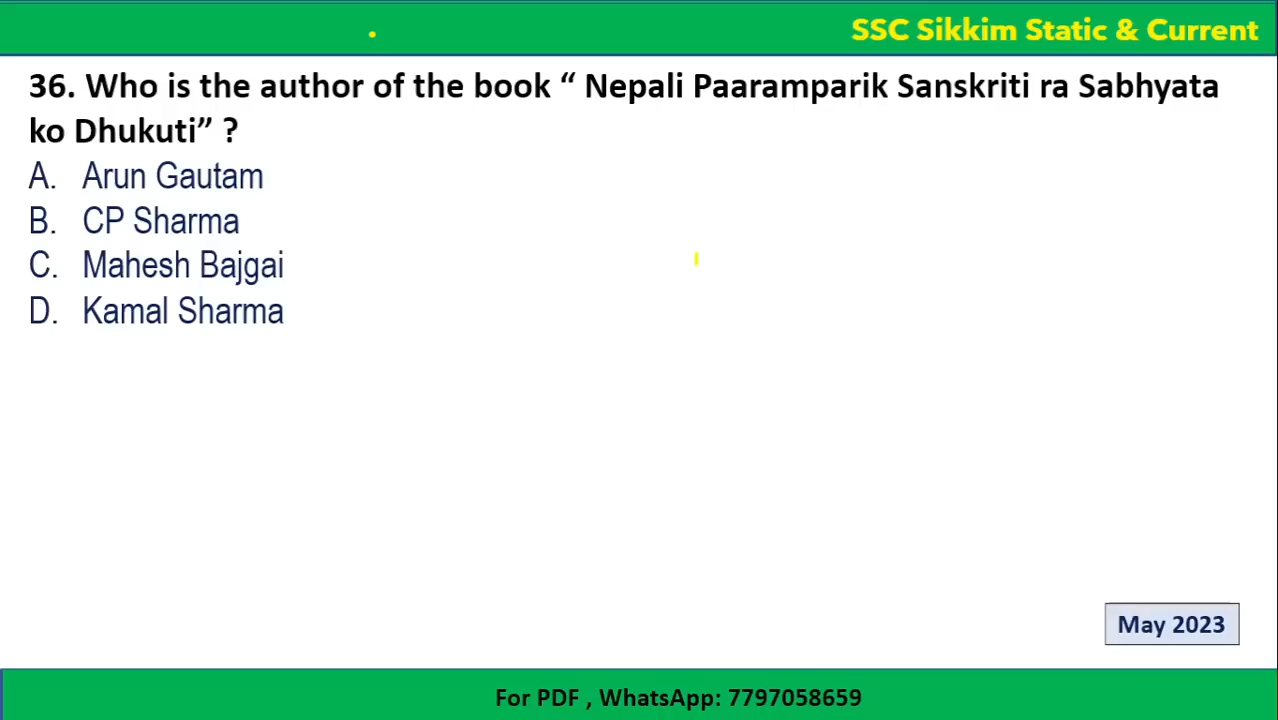 SSC Sikkim Static & Current
36. Who is the author of the book “ Nepali Paaramparik Sanskriti ra Sabhyata
ko Dhukuti” ?
A. Arun Gautam
B. CP Sharma
C. Mahesh Bajgai
D. Kamal Sharma
May 2023
For PDF , WhatsApp: 7797058659